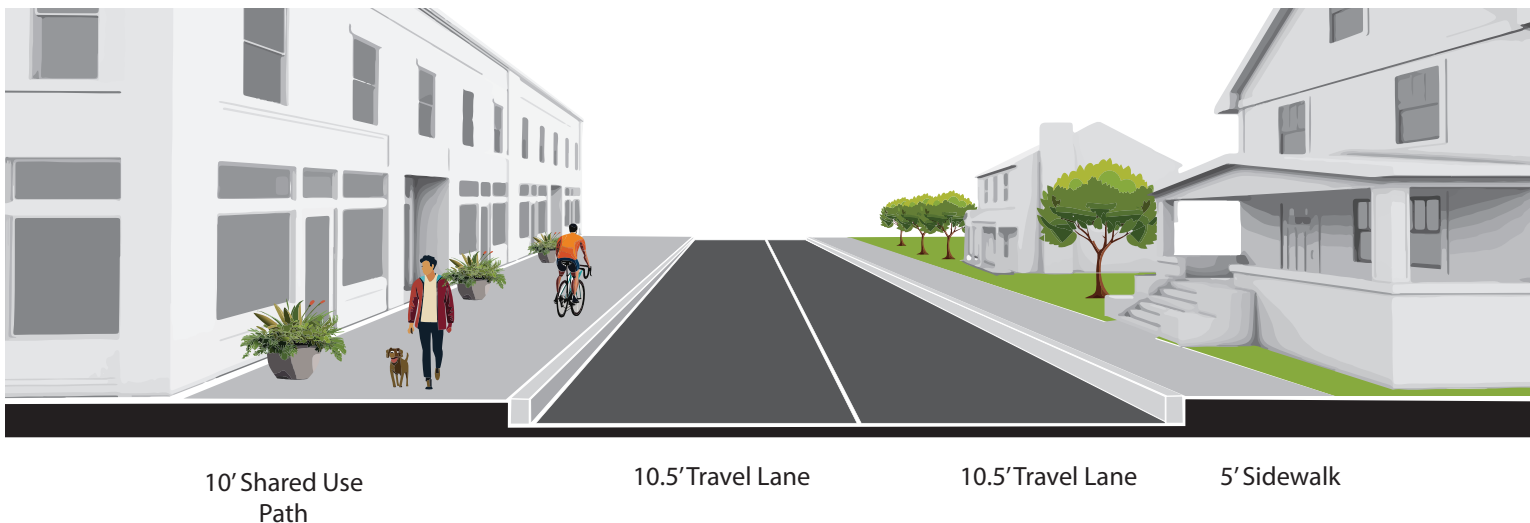 10' Shared Use
Path
10.5' Travel Lane
10.5' Travel Lane
5' Sidewalk